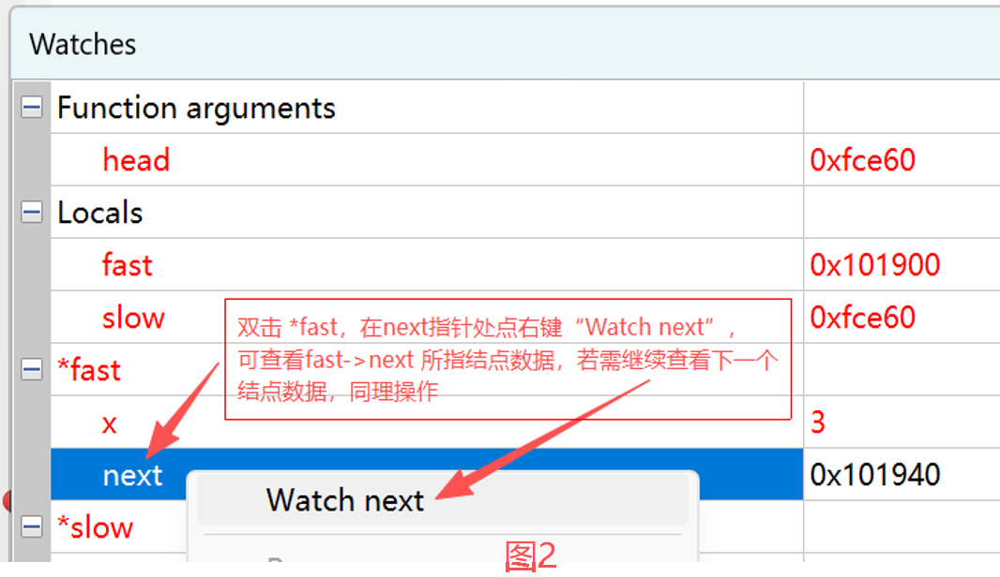 Watches
Function arguments
head 0xfce60
Locals
fast 0x101900
slow 0xfce60
双击 *fast，在next指针处点右键“Watch next”，
可查看fast->next 所指结点数据，若需继续查看下一个
结点数据，同理操作
*fast
x 3
next 0x101940
Watch next
*slow
图2